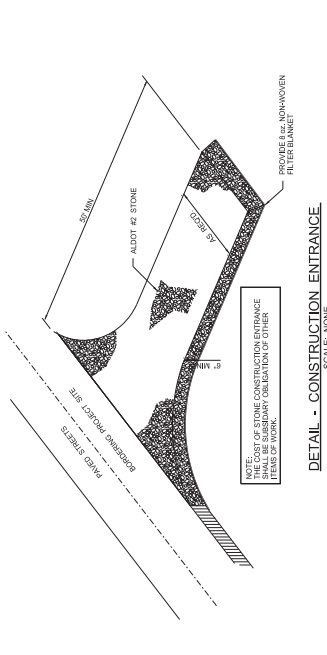 50' MIN
ALDOT #2 STONE
AS REQ'D
PROVIDE 8 oz. NON-WOVEN
FILTER BLANKET
PAVED STREETS
BORDERING PROJECT SITE
6" MIN
NOTE:
THE COST OF STONE CONSTRUCTION ENTRANCE
SHALL BE SUBSIDARY OBLIGATION OF OTHER
ITEMS OF WORK.
DETAIL - CONSTRUCTION ENTRANCE
SCALE: NONE